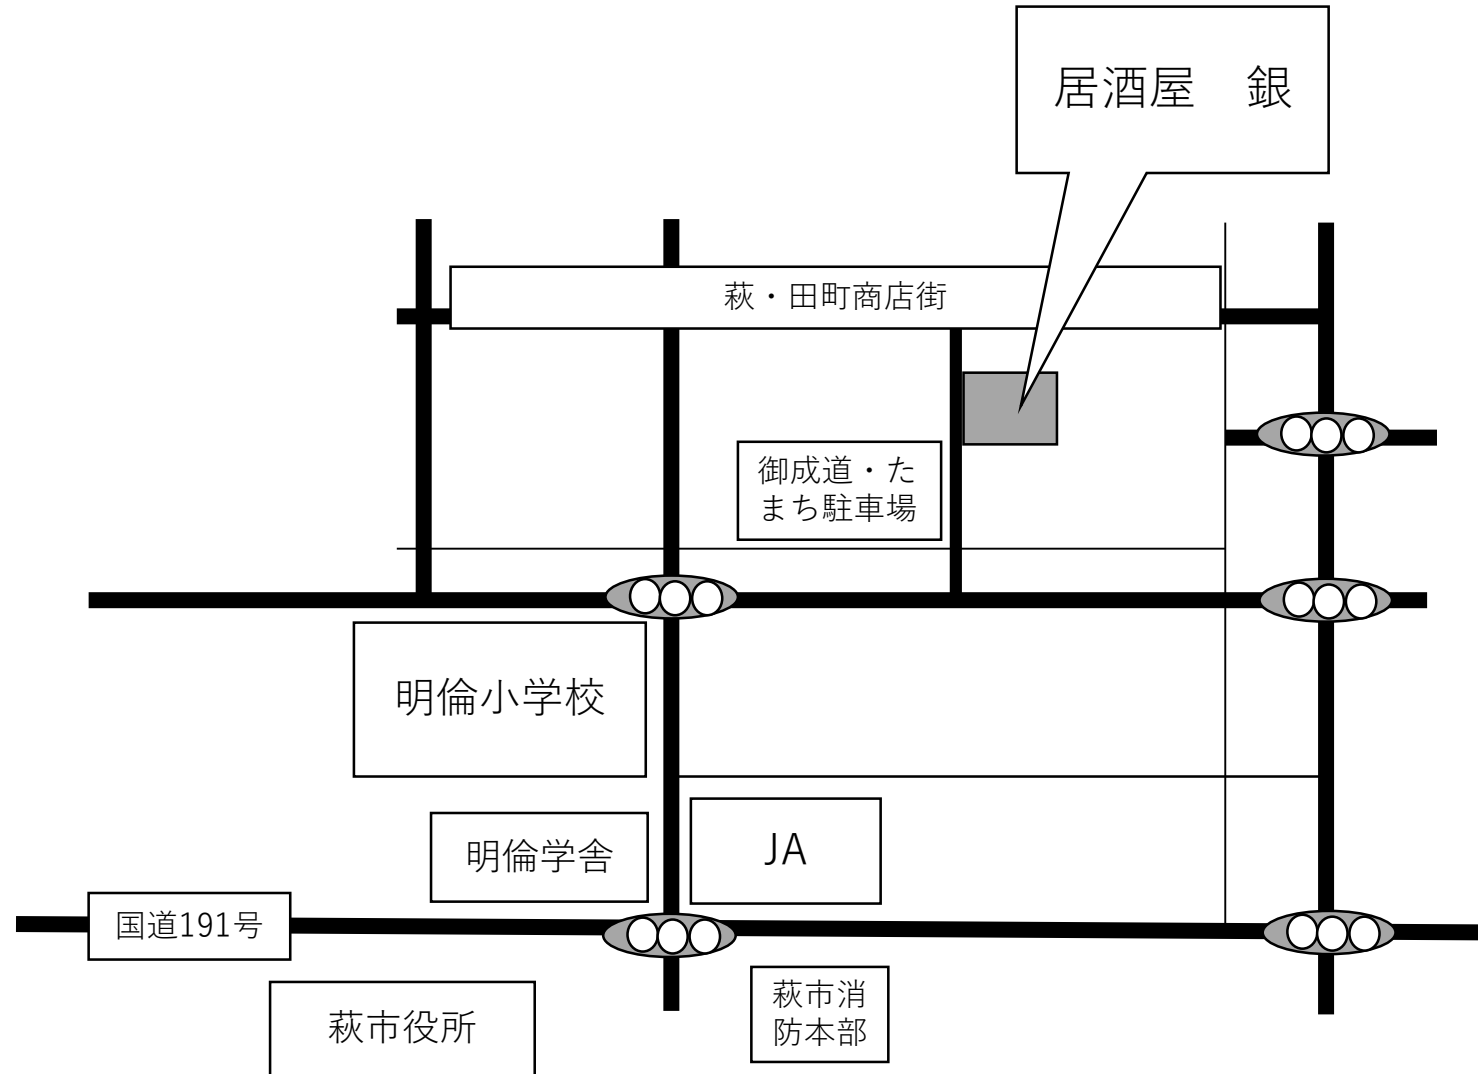 居酒屋　銀
萩・田町商店街
御成道・た
まち駐車場
明倫小学校
明倫学舎
JA
国道191号
萩市消
防本部
萩市役所